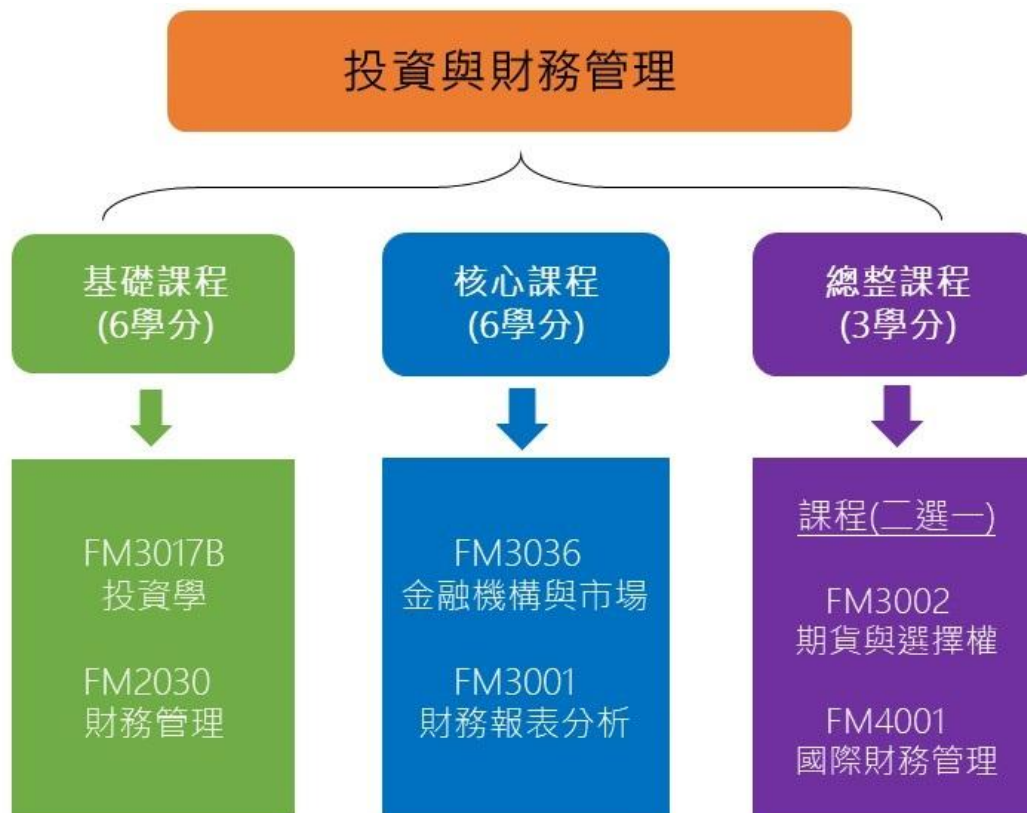 投資與財務管理
基礎課程
(6學分)
核心課程
(6學分)
總整課程
(3學分)
FM3017B
投資學
FM2030
財務管理
FM3036
金融機構與市場
FM3001
財務報表分析
課程(二選一)
FM3002
期貨與選擇權
FM4001
國際財務管理